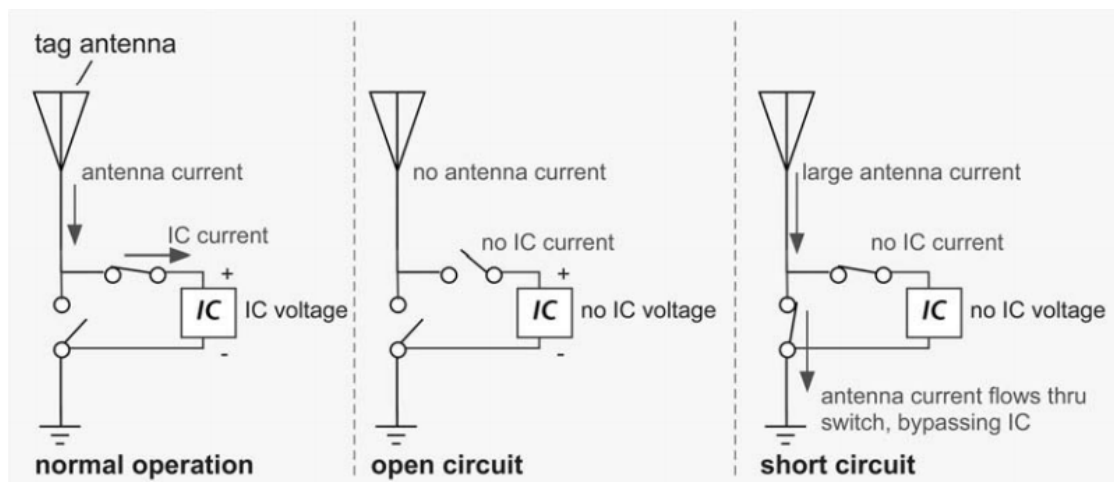 tag antenna
antenna current
IC current
+
IC
IC voltage
-
normal operation
no antenna current
no IC current
+
IC
no IC voltage
-
open circuit
large antenna current
no IC current
IC
no IC voltage
antenna current flows thru
switch, bypassing IC
short circuit